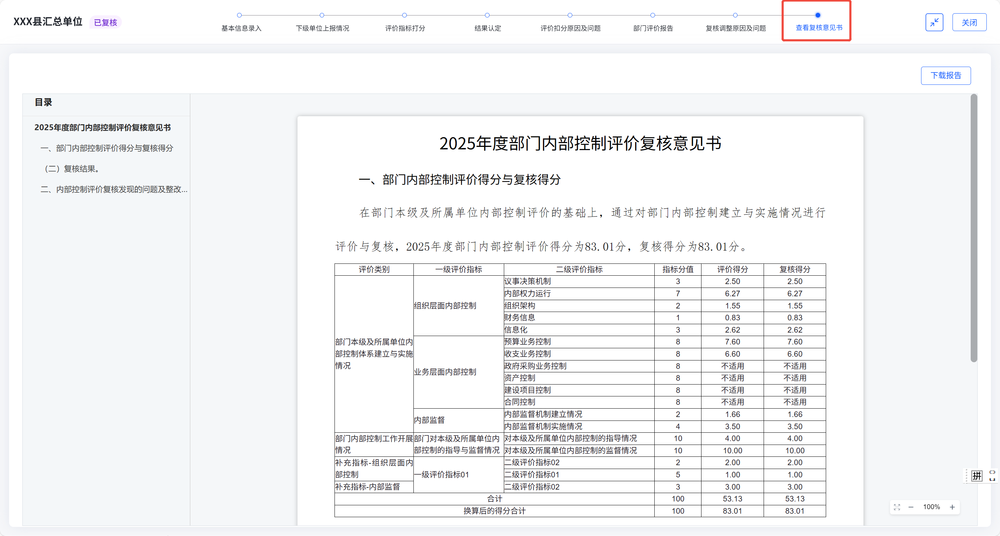 XXX县汇总单位 已复核
基本信息录入 下级单位上报情况 评价指标打分 结果认定 评价扣分原因及问题 部门评价报告 复核调整原因及问题 查看复核意见书
关闭
下载报告
目录
2025年度部门内部控制评价复核意见书
一、部门内部控制评价得分与复核得分
（二）复核结果。
二、内部控制评价复核发现的问题及整改...
2025年度部门内部控制评价复核意见书
一、部门内部控制评价得分与复核得分
在部门本级及所属单位内部控制评价的基础上，通过对部门内部控制建立与实施情况进行
评价与复核，2025年度部门内部控制评价得分为83.01分，复核得分为83.01分。
评价类别 一级评价指标 二级评价指标 指标分值 评价得分 复核得分
部门本级及所属单位内
部控制体系建立与实施
情况
组织层面内部控制
议事决策机制 3 2.50 2.50
内部权力运行 7 6.27 6.27
组织架构 2 1.55 1.55
财务信息 1 0.83 0.83
信息化 3 2.62 2.62
业务层面内部控制
预算业务控制 8 7.60 7.60
收支业务控制 8 6.60 6.60
政府采购业务控制 8 不适用 不适用
资产控制 8 不适用 不适用
建设项目控制 8 不适用 不适用
合同控制 8 不适用 不适用
内部监督
内部监督机制建立情况 2 1.66 1.66
内部监督机制实施情况 4 3.50 3.50
部门内部控制工作开展
情况
部门对本级及所属单位内
部控制的指导与监督情况
对本级及所属单位内部控制的指导情况 10 4.00 4.00
对本级及所属单位内部控制的监督情况 10 10.00 10.00
补充指标-组织层面内
部控制
一级评价指标01
二级评价指标02 2 2.00 2.00
二级评价指标01 5 1.00 1.00
补充指标-内部监督
二级评价指标02 3 3.00 3.00
合计 100 53.13 53.13
换算后的得分合计 100 83.01 83.01
拼
100%